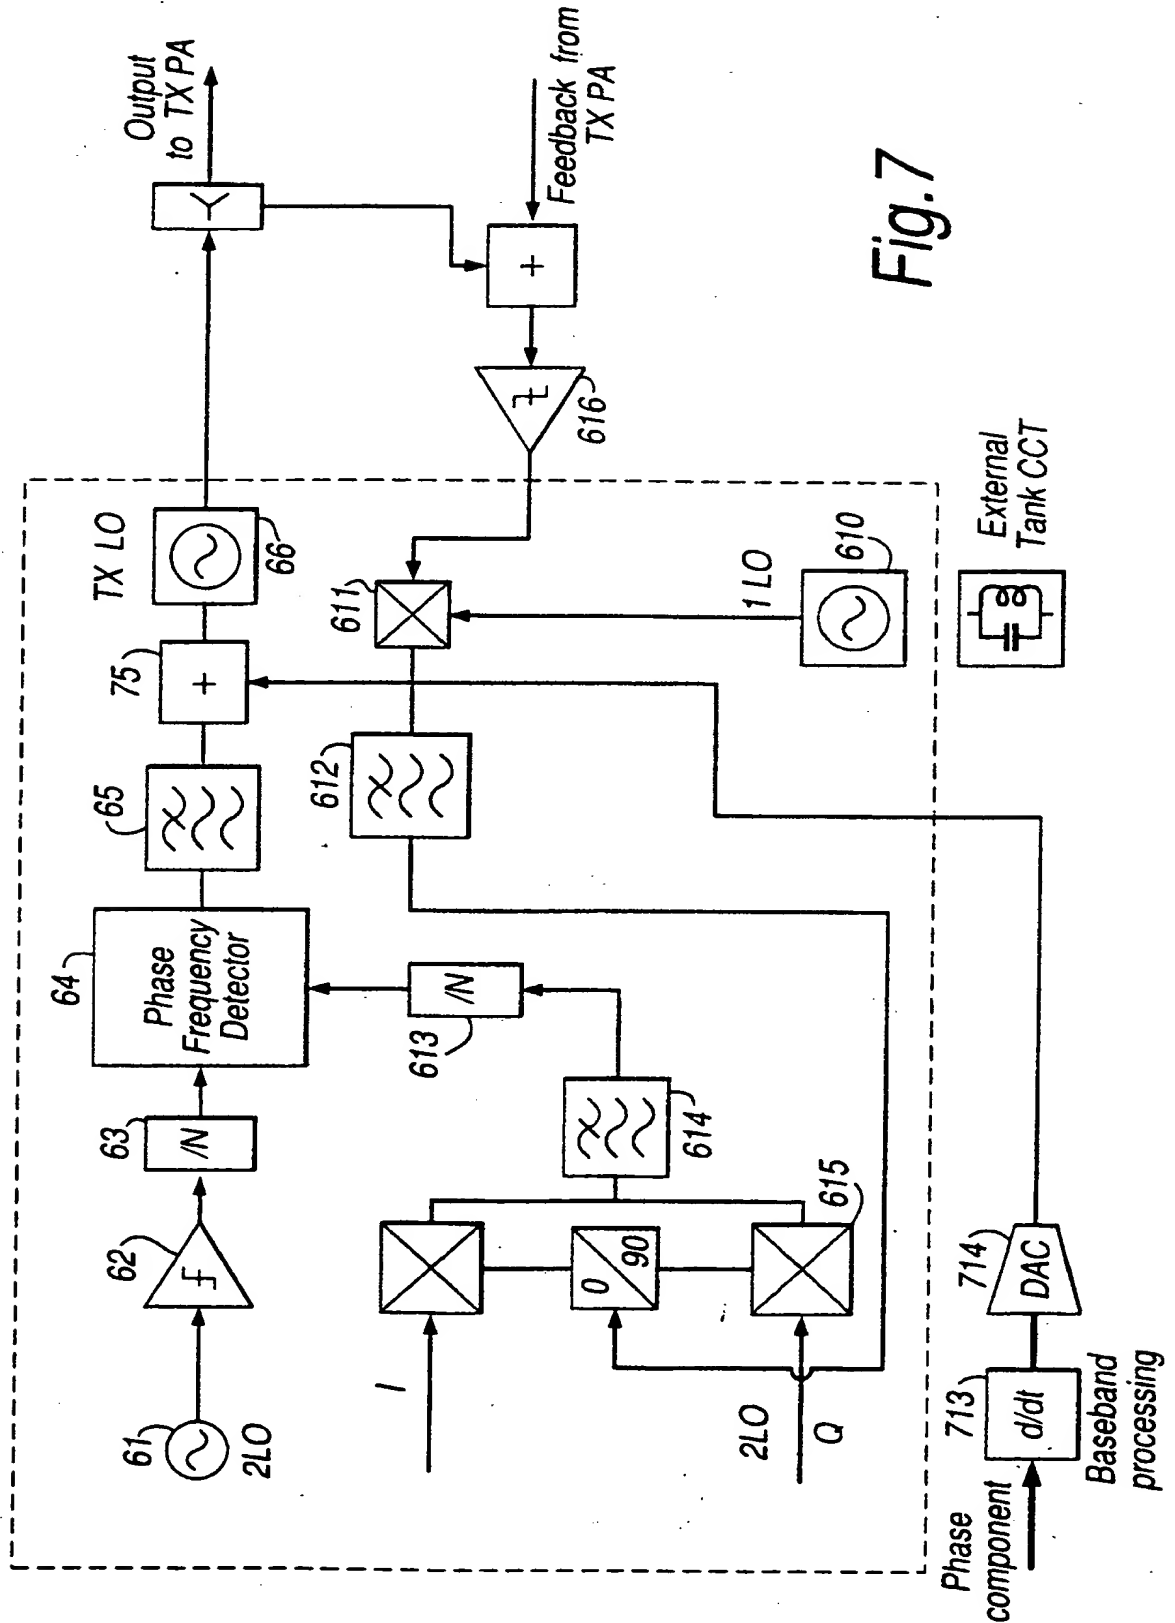 Output
to TX PA
Feedback from
TX PA
Fig.7
616
TX LO
66
75
+
+
65
64
Phase
Frequency
Detector
63
/N
62
61
2LO
611
612
1 LO
610
External
Tank CCT
613
/N
614
615
0
90
I
2LO
Q
714
DAC
713
d/dt
Phase
component
Baseband
processing